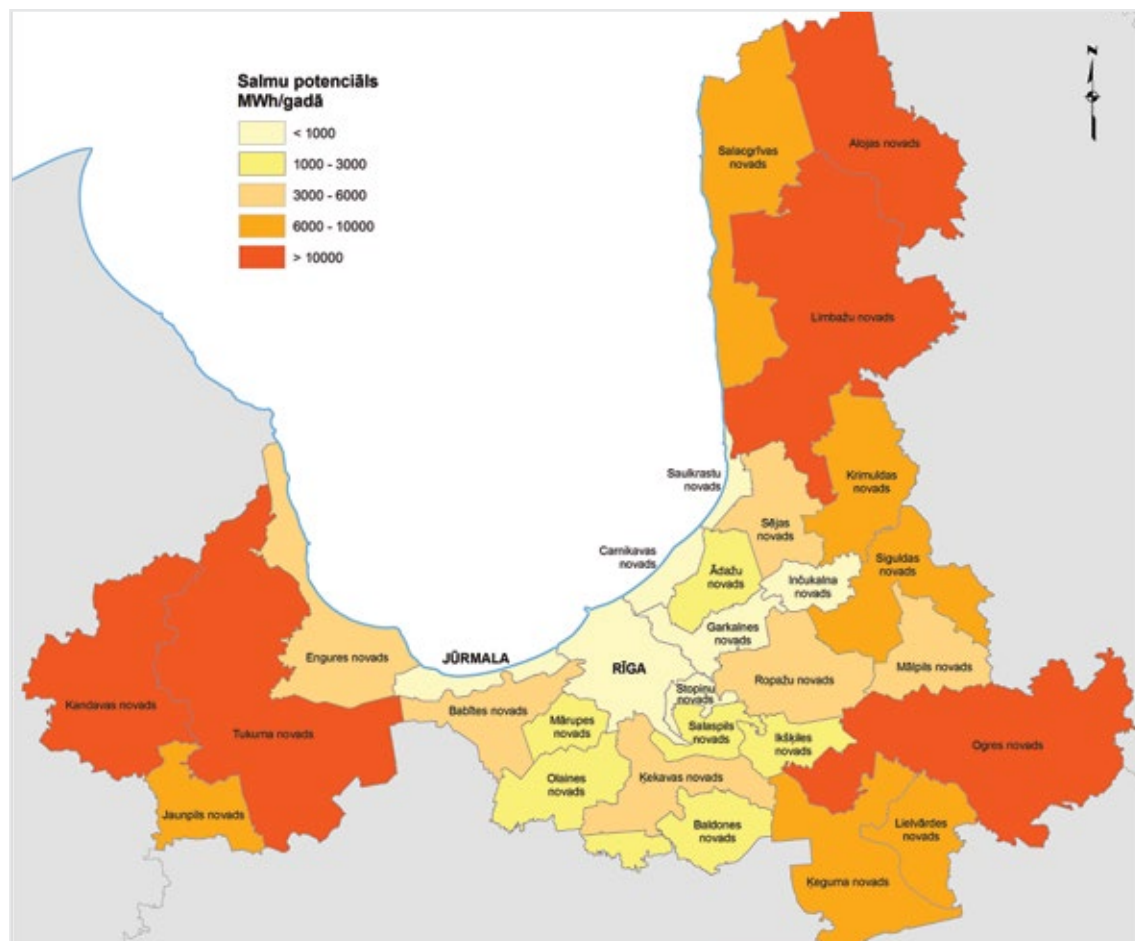 Salmu potenciāls
MWh/gadā
< 1000
1000 - 3000
3000 - 6000
6000 - 10000
> 10000
N
Salacgrīvas
novads
Alojas novads
Limbažu novads
Saulkrastu
novads
Krimuldas
novads
Sējas
novads
Carnikavas
novads
Ādažu
novads
Inčukalna
novads
Siguldas
novads
Garkalnes
novads
JŪRMALA
RĪGA
Engures novads
Mālpils novads
Ropažu novads
Stopiņu
novads
Kandavas novads
Babītes novads
Mārupes
novads
Salaspils
novads
Ikšķiles
novads
Tukuma novads
Ogres novads
Olaines
novads
Ķekavas novads
Jaunpils novads
Baldones
novads
Lielvārdes
novads
Ķeguma novads